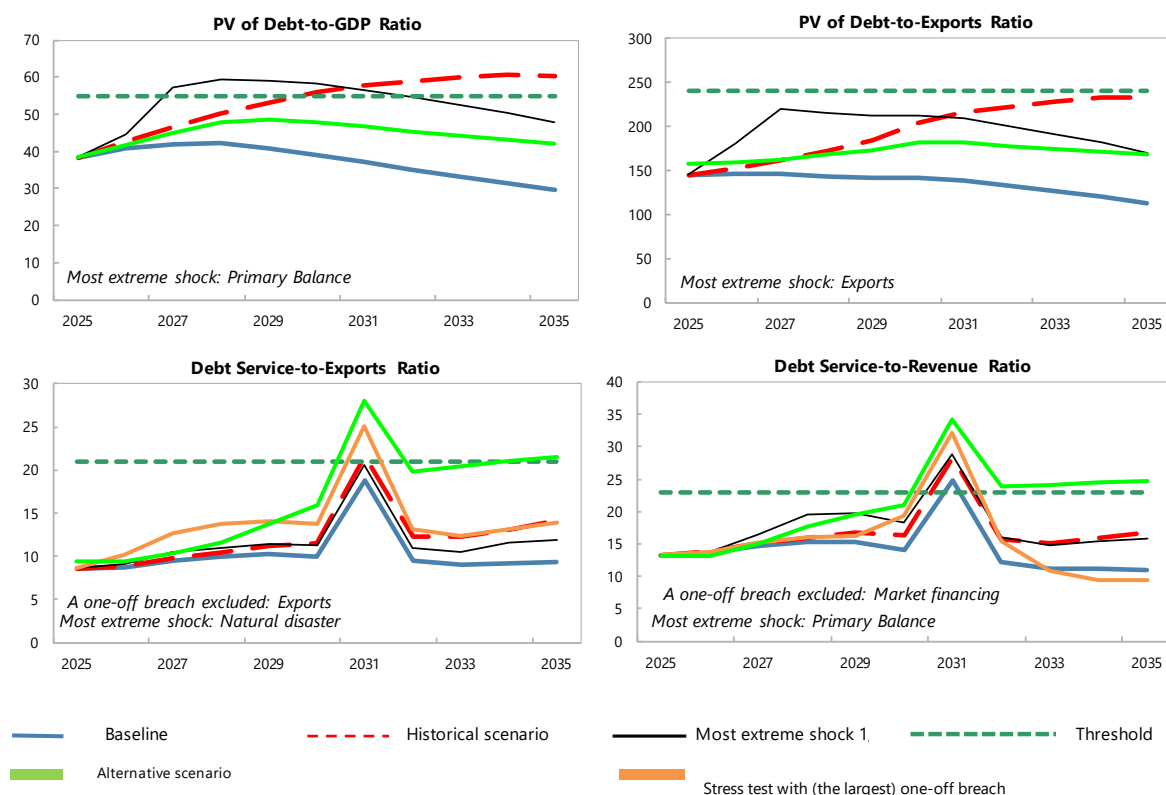 PV of Debt-to-GDP Ratio
70
60
50
40
30
20
10
0
Most extreme shock: Primary Balance
2025 2027 2029 2031 2033 2035
PV of Debt-to-Exports Ratio
300
250
200
150
100
50
0
Most extreme shock: Exports
2025 2027 2029 2031 2033 2035
Debt Service-to-Exports Ratio
30
25
20
15
10
5
0
A one-off breach excluded: Exports
Most extreme shock: Natural disaster
2025 2027 2029 2031 2033 2035
Debt Service-to-Revenue Ratio
40
35
30
25
20
15
10
5
0
A one-off breach excluded: Market financing
Most extreme shock: Primary Balance
2025 2027 2029 2031 2033 2035
Baseline Historical scenario Most extreme shock 1 Threshold
Alternative scenario Stress test with (the largest) one-off breach